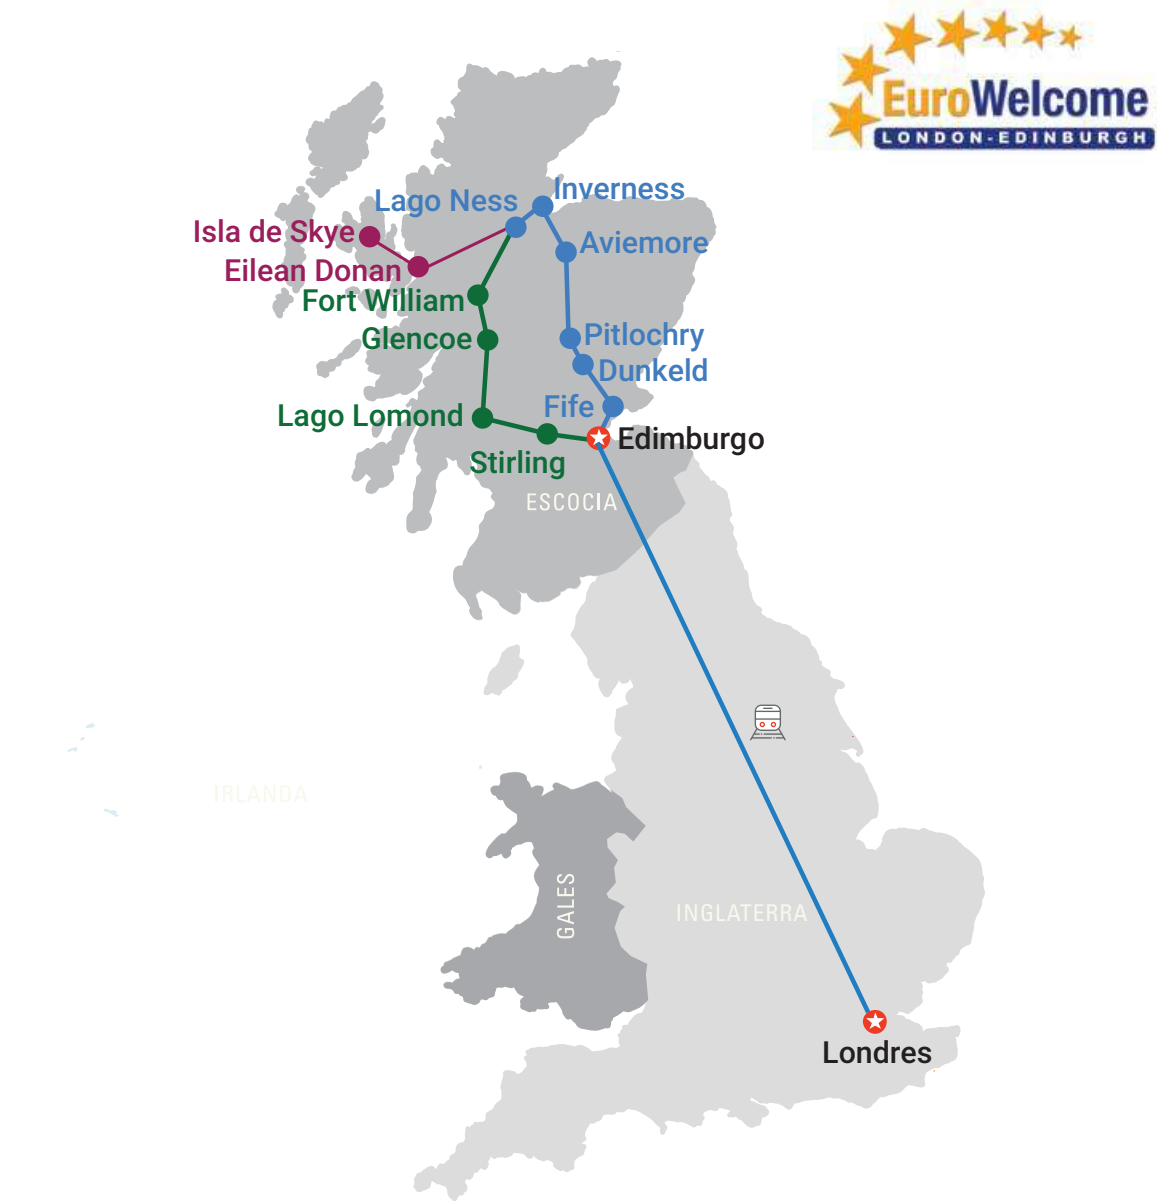 EuroWelcome
LONDON-EDINBURGH
Inverness
Lago Ness
Isla de Skye
Aviemore
Eilean Donan
Fort William
Glencoe
Pitlochry
Dunkeld
Fife
Lago Lomond
Edimburgo
Stirling
ESCOCIA
IRLANDA
GALES
INGLATERRA
Londres